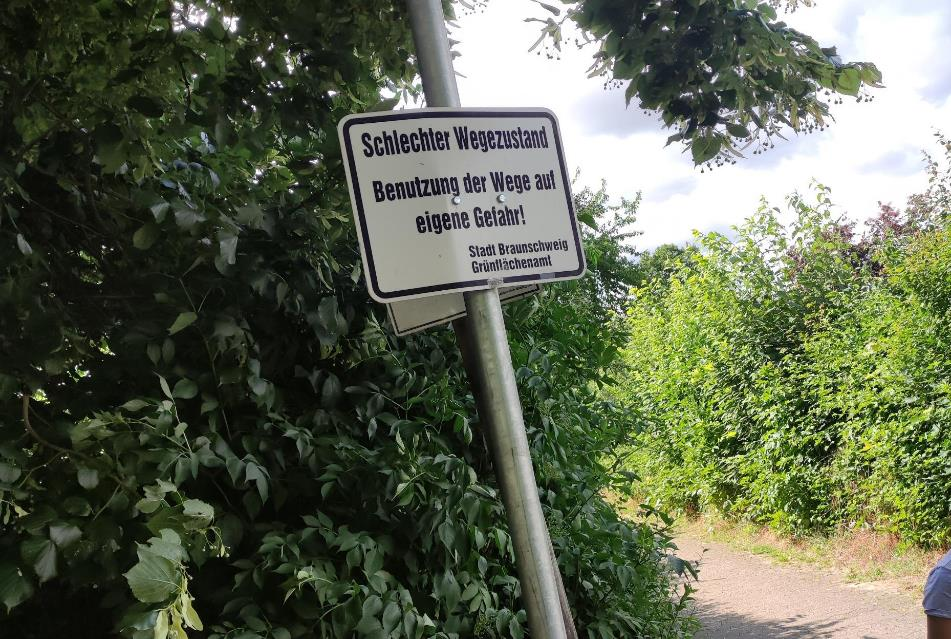 Schlechter Wegezustand
Benutzung der Wege auf
eigene Gefahr!
Stadt Braunschweig
Grünflächenamt